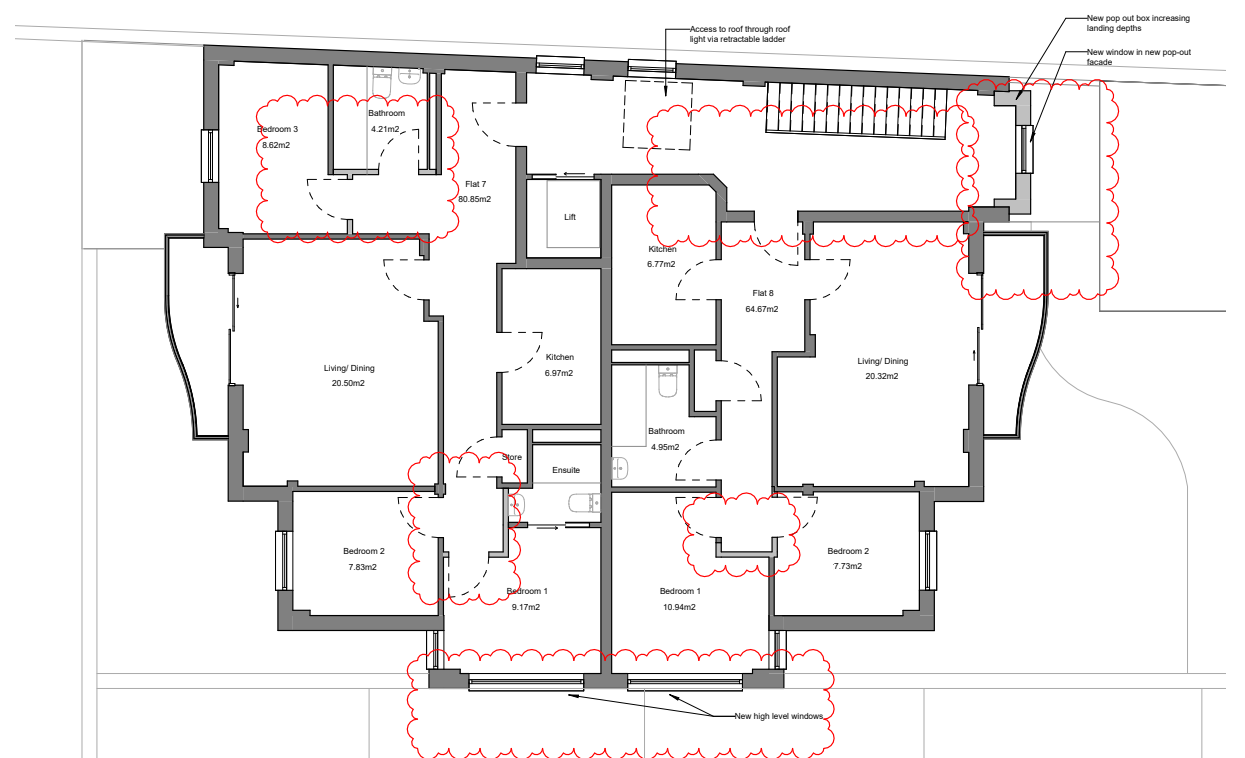 New pop out box increasing
landing depths
Access to roof through roof
light via retractable ladder
New window in new pop-out
facade
Bathroom
4.21m2
Bedroom 3
8.62m2
Flat 7
80.85m2
Lift
Kitchen
6.77m2
Flat 8
64.67m2
Living/ Dining
20.50m2
Kitchen
6.97m2
Living/ Dining
20.32m2
Bathroom
4.95m2
Store
Ensuite
Bedroom 2
7.83m2
Bedroom 2
7.73m2
Bedroom 1
9.17m2
Bedroom 1
10.94m2
New high level windows